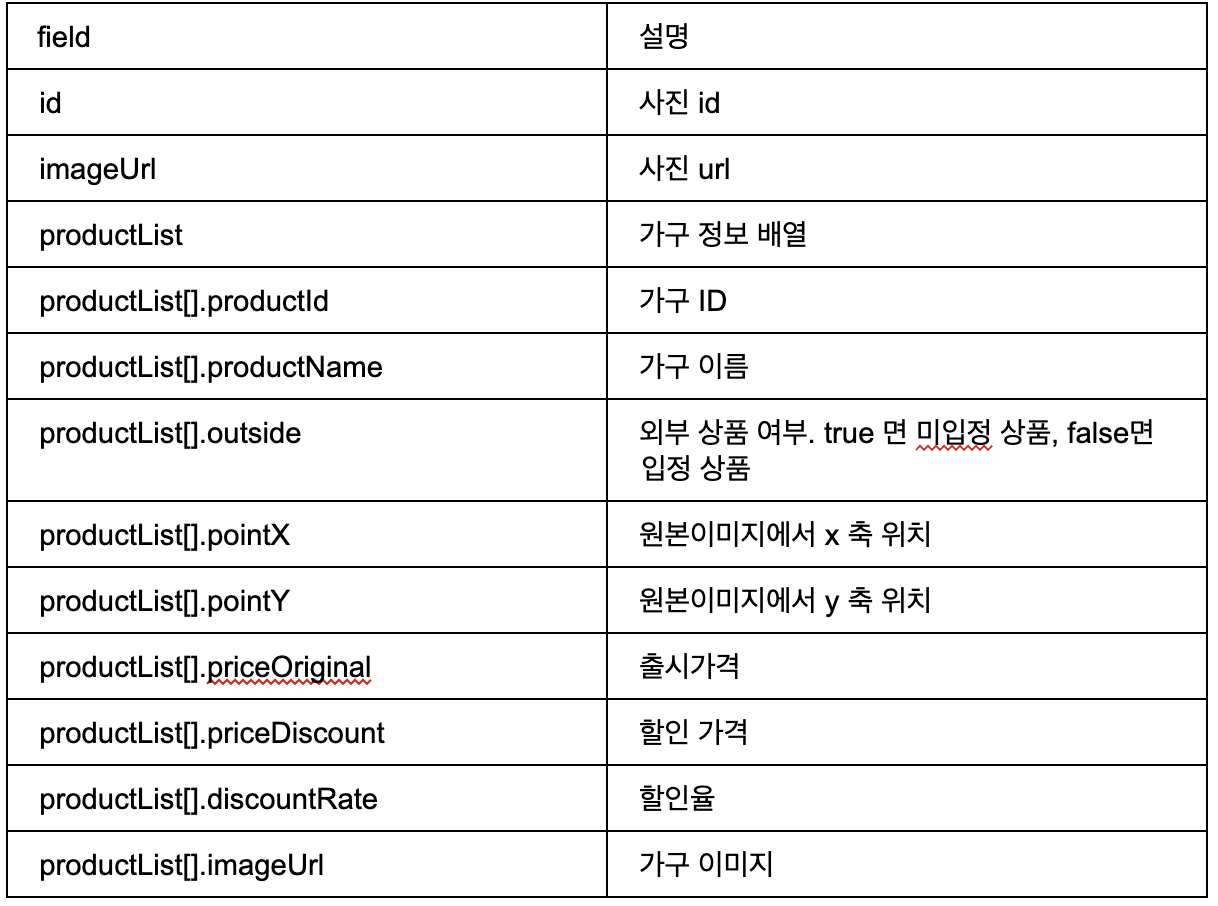 field 설명
id 사진 id
imageUrl 사진 url
productList 가구 정보 배열
productList[].productId 가구 ID
productList[].productName 가구 이름
productList[].outside 외부 상품 여부. true 면 미입정 상품, false면
입정 상품
productList[].pointX 원본이미지에서 x 축 위치
productList[].pointY 원본이미지에서 y 축 위치
productList[].priceOriginal 출시가격
productList[].priceDiscount 할인 가격
productList[].discountRate 할인율
productList[].imageUrl 가구 이미지